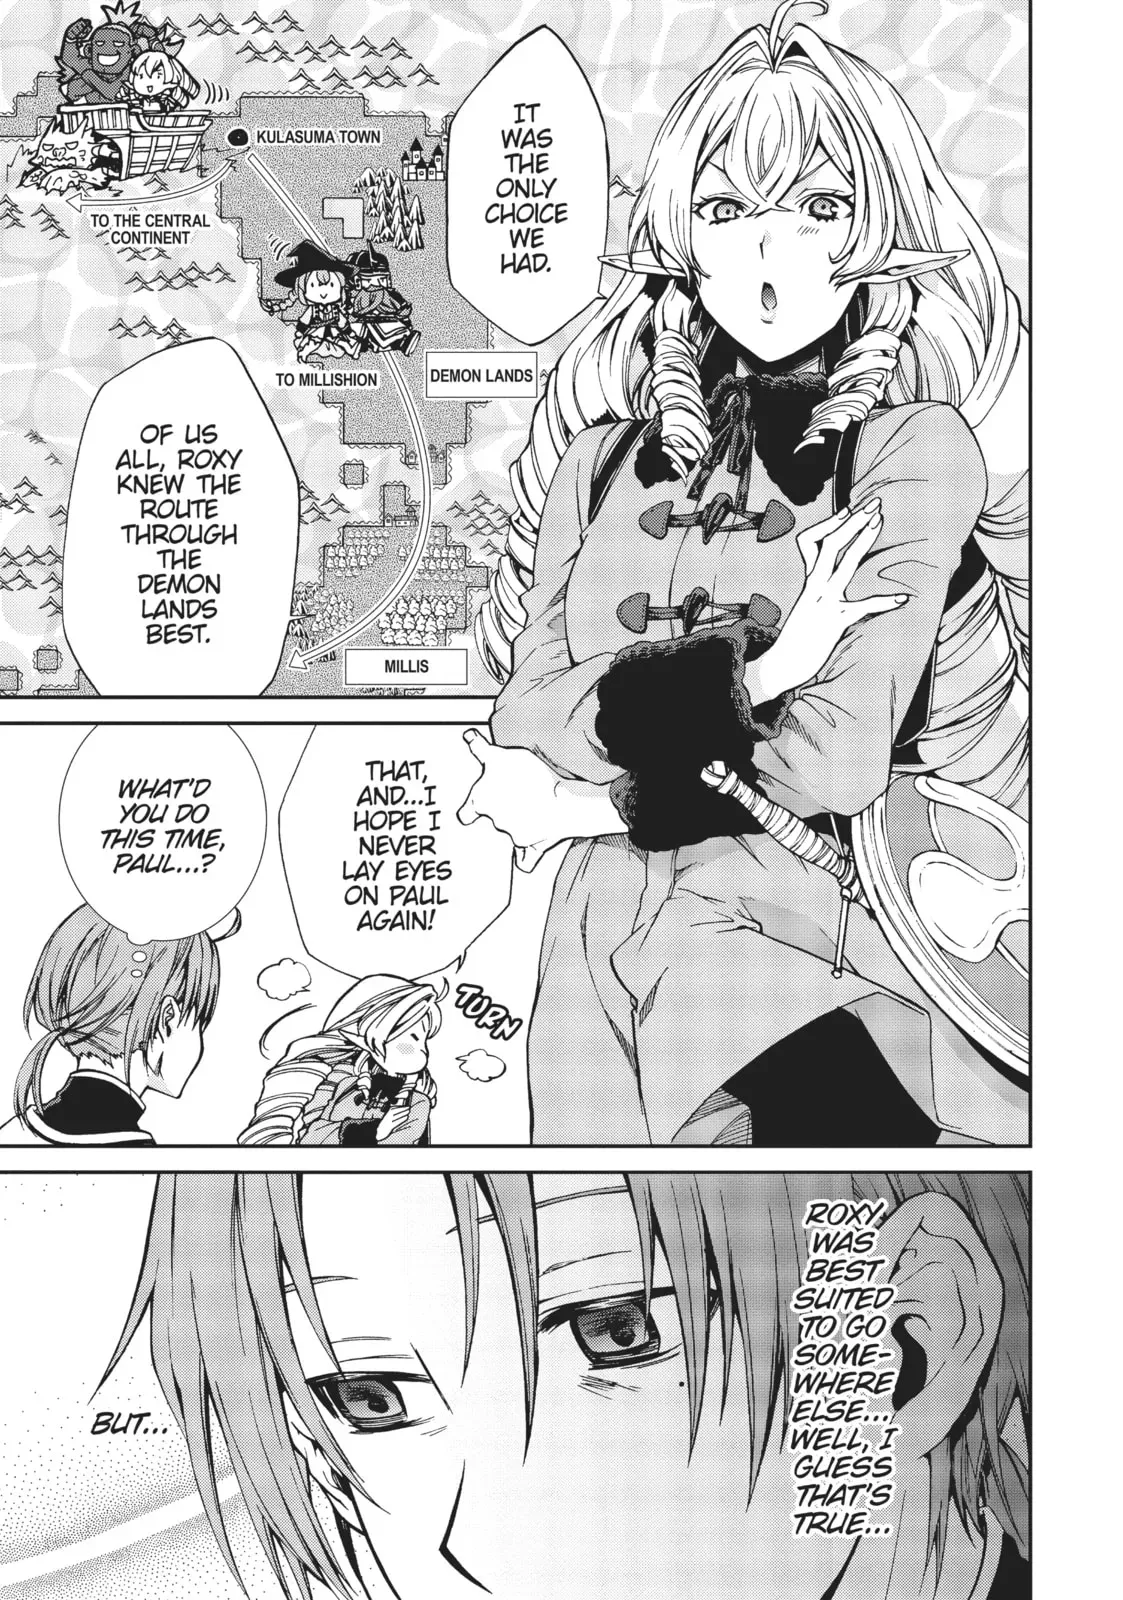 IT
WAS
THE
ONLY
CHOICE
WE
HAD.
KULASUMA TOWN
TO THE CENTRAL
CONTINENT
TO MILLISHION
DEMON LANDS
MILLIS
OF US
ALL, ROXY
KNEW THE
ROUTE
THROUGH
THE
DEMON
LANDS
BEST.
THAT,
AND...I
HOPE I
NEVER
LAY EYES
ON PAUL
AGAIN!
TURN
WHAT'D
YOU DO
THIS TIME,
PAUL...?
ROXY
WAS
BEST
SUITED
TO GO
SOME-
WHERE
ELSE...
WELL, I
GUESS
THAT'S
TRUE...
BUT...